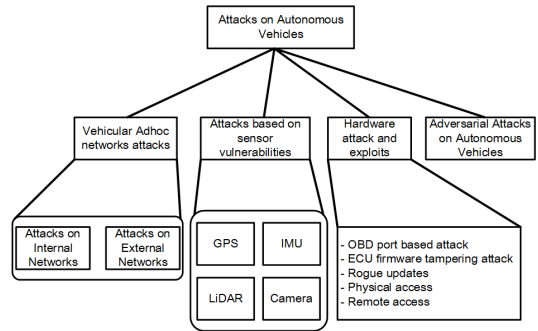 Attacks on Autonomous
Vehicles
Vehicular Adhoc
networks attacks
Attacks based on
sensor
vulnerabilities
Hardware
attack and
exploits
Adversarial Attacks
on Autonomous
Vehicles
Attacks on
Internal
Networks
Attacks on
External
Networks
GPS
IMU
LiDAR
Camera
- OBD port based attack
- ECU firmware tampering attack
- Rogue updates
- Physical access
- Remote access